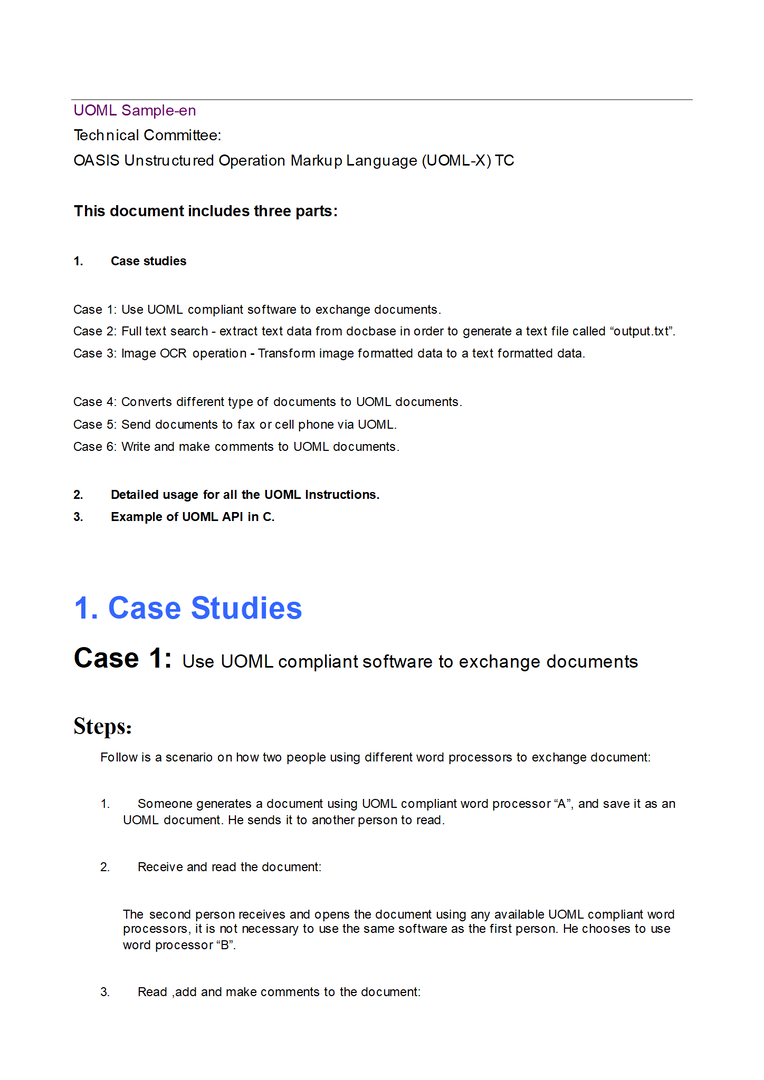 UOML Sample-en
Technical Committee:
OASIS Unstructured Operation Markup Language (UOML-X) TC
This document includes three parts:
1. Case studies
Case 1: Use UOML compliant software to exchange documents.
Case 2: Full text search - extract text data from docbase in order to generate a text file called “output.txt”.
Case 3: Image OCR operation - Transform image formatted data to a text formatted data.
Case 4: Converts different type of documents to UOML documents.
Case 5: Send documents to fax or cell phone via UOML.
Case 6: Write and make comments to UOML documents.
2. Detailed usage for all the UOML Instructions.
3. Example of UOML API in C.
1. Case Studies
Case 1: Use UOML compliant software to exchange documents
Steps：
Follow is a scenario on how two people using different word processors to exchange document:
1. Someone generates a document using UOML compliant word processor “A”, and save it as an
UOML document. He sends it to another person to read.
2. Receive and read the document:
The second person receives and opens the document using any available UOML compliant word
processors, it is not necessary to use the same software as the first person. He chooses to use
word processor “B”.
3. Read ,add and make comments to the document: